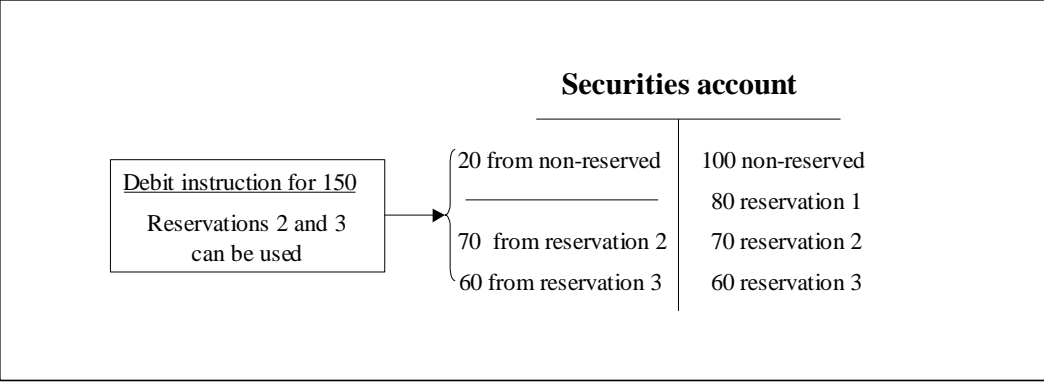 Securities account
Debit instruction for 150
Reservations 2 and 3
can be used
20 from non-reserved
70 from reservation 2
60 from reservation 3
100 non-reserved
80 reservation 1
70 reservation 2
60 reservation 3